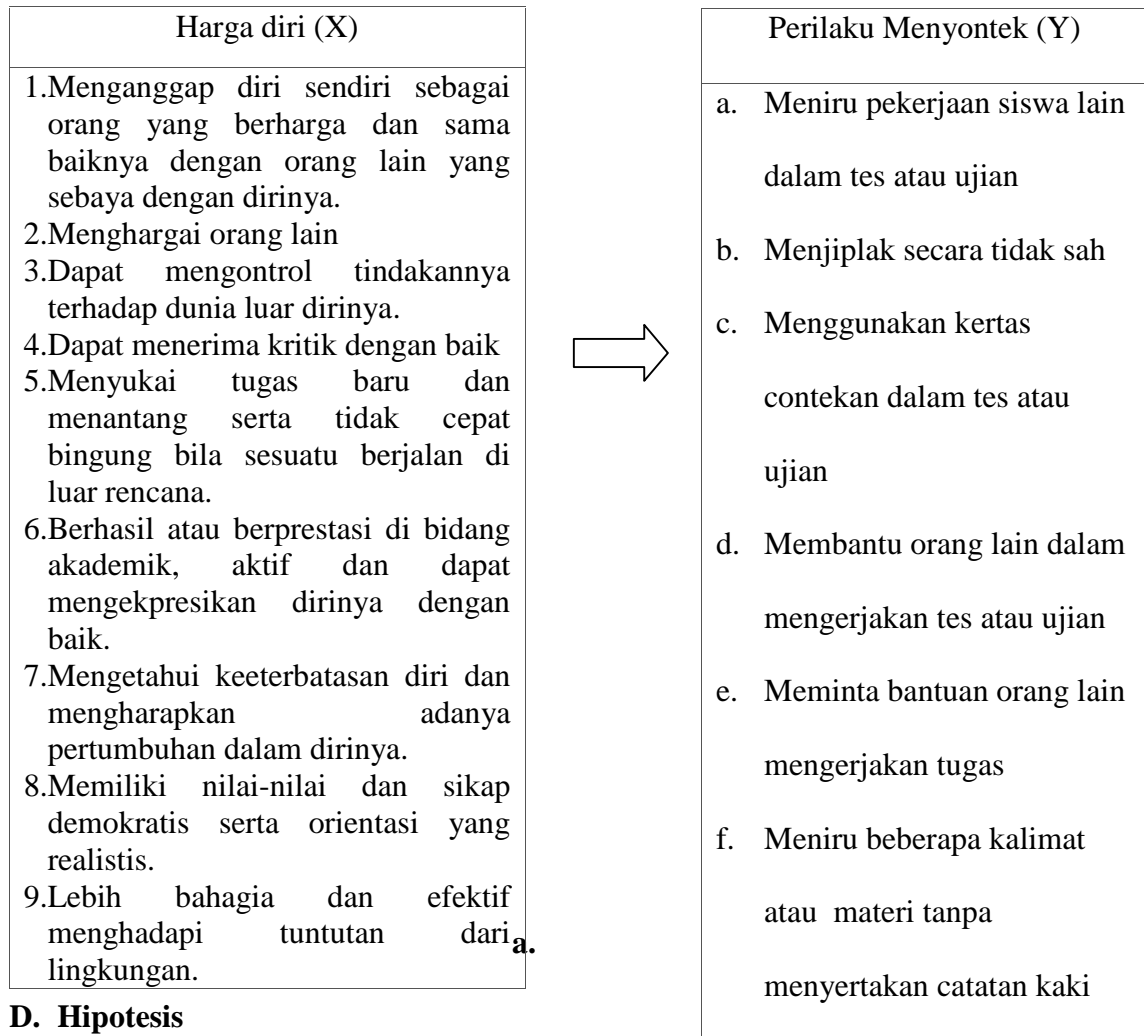 Harga diri (X)
1.Menganggap diri sendiri sebagai
orang yang berharga dan sama
baiknya dengan orang lain yang
sebaya dengan dirinya.
2.Menghargai orang lain
3.Dapat mengontrol tindakannya
terhadap dunia luar dirinya.
4.Dapat menerima kritik dengan baik
5.Menyukai tugas baru dan
menantang serta tidak cepat
bingung bila sesuatu berjalan di
luar rencana.
6.Berhasil atau berprestasi di bidang
akademik, aktif dan dapat
mengekpresikan dirinya dengan
baik.
7.Mengetahui keeterbatasan diri dan
mengharapkan adanya
pertumbuhan dalam dirinya.
8.Memiliki nilai-nilai dan sikap
demokratis serta orientasi yang
realistis.
9.Lebih bahagia dan efektif
menghadapi tuntutan dari
lingkungan.
a.
D. Hipotesis
Perilaku Menyontek (Y)
a. Meniru pekerjaan siswa lain
dalam tes atau ujian
b. Menjiplak secara tidak sah
c. Menggunakan kertas
contekan dalam tes atau
ujian
d. Membantu orang lain dalam
mengerjakan tes atau ujian
e. Meminta bantuan orang lain
mengerjakan tugas
f. Meniru beberapa kalimat
atau materi tanpa
menyertakan catatan kaki